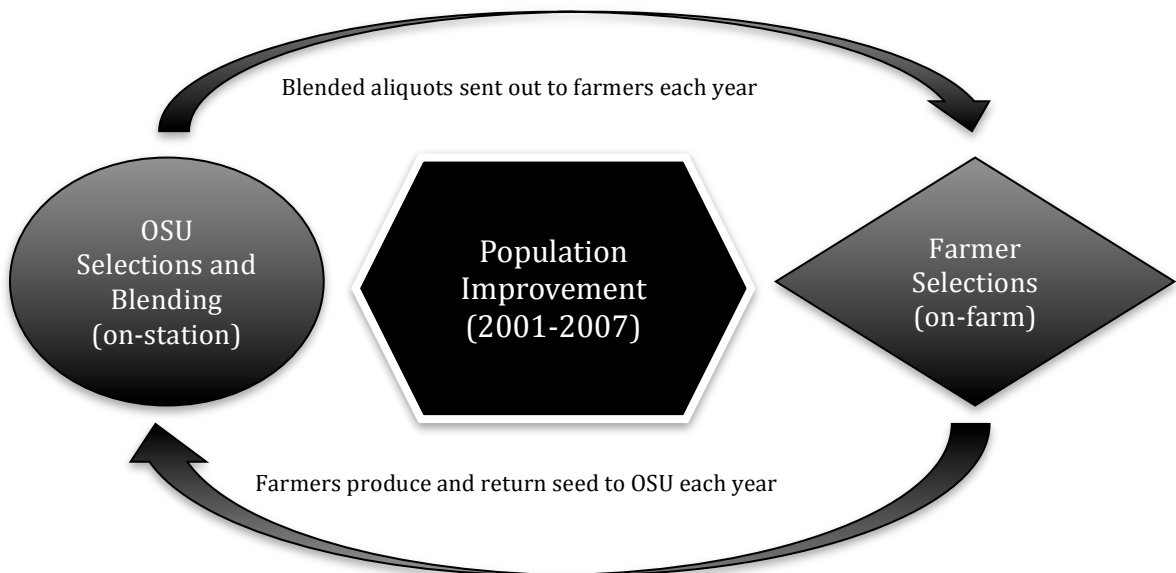 Blended aliquots sent out to farmers each year
OSU
Selections and
Blending
(on-station)
Population
Improvement
(2001-2007)
Farmer
Selections
(on-farm)
Farmers produce and return seed to OSU each year